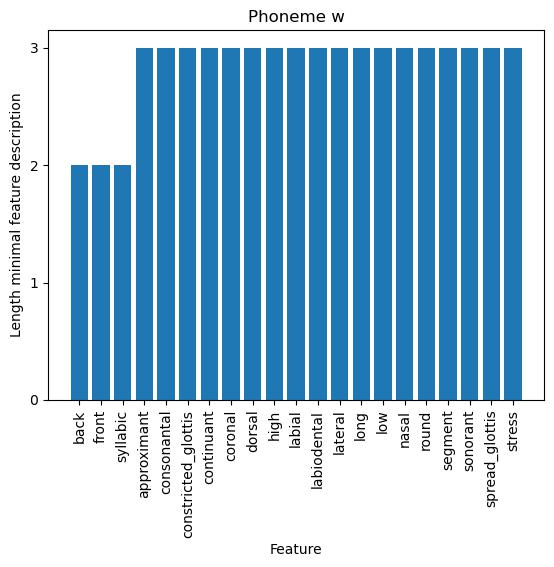 Phoneme w
Length minimal feature description
3
2
1
0
back
front
syllabic
approximant
consonantal
constricted_glottis
continuant
coronal
dorsal
high
labial
labiodental
lateral
long
low
nasal
round
segment
sonorant
spread_glottis
stress
Feature